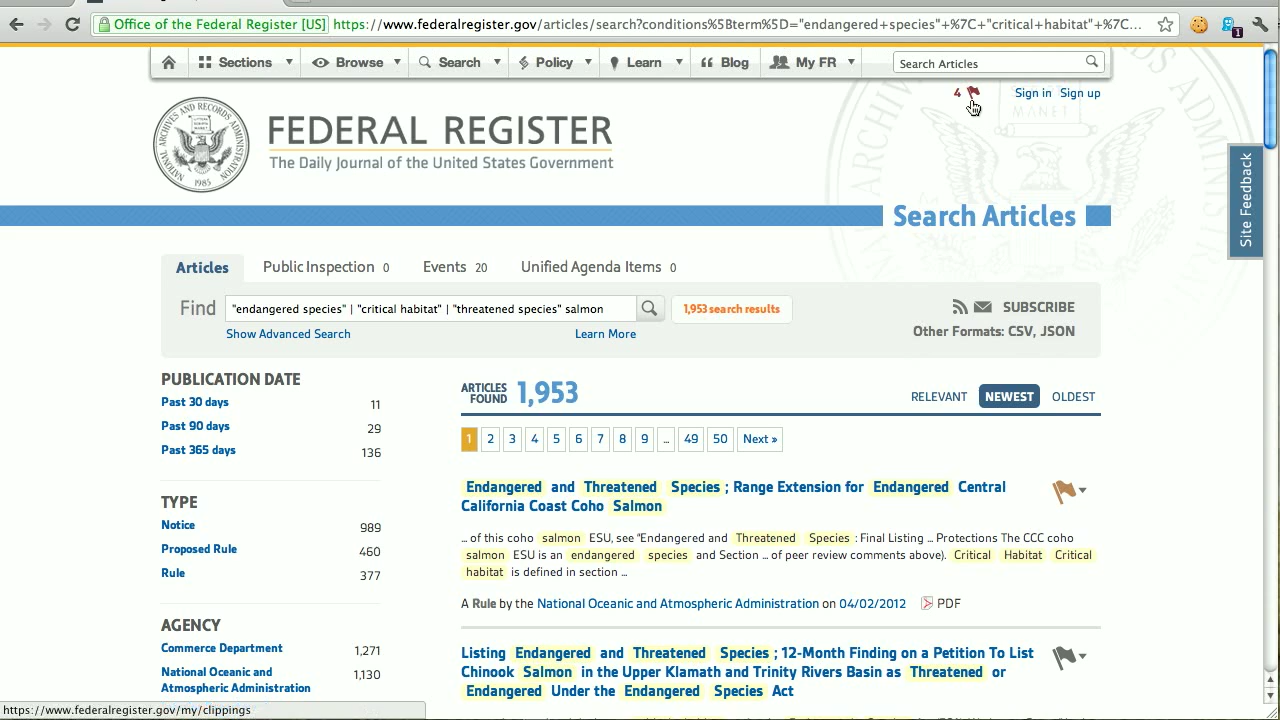 Office of the Federal Register [US] https://www.federalregister.gov/articles/search?conditions%5Bterm%5D="endangered+species"+%7C+"critical+habitat"+%7C...
1
Sections Browse Search Policy Learn Blog My FR Search Articles
4 Sign in Sign up
ARCHIVES AND RECORDS
1985
FEDERAL REGISTER
The Daily Journal of the United States Government
MANET
Site Feedback
Search Articles
Articles Public Inspection 0 Events 20 Unified Agenda Items 0
Find "endangered species" | "critical habitat" | "threatened species" salmon 1,953 search results SUBSCRIBE
Show Advanced Search Learn More Other Formats: CSV, JSON
PUBLICATION DATE
Past 30 days 11
Past 90 days 29
Past 365 days 136
TYPE
Notice 989
Proposed Rule 460
Rule 377
AGENCY
Commerce Department 1,271
National Oceanic and 1,130
Atmospheric Administration
ARTICLES
FOUND 1,953
RELEVANT NEWEST OLDEST
1 2 3 4 5 6 7 8 9 ... 49 50 Next »
Endangered and Threatened Species ; Range Extension for Endangered Central
California Coast Coho Salmon
... of this coho salmon ESU, see "Endangered and Threatened Species : Final Listing ... Protections The CCC coho
salmon ESU is an endangered species and Section ... of peer review comments above). Critical Habitat Critical
habitat is defined in section ...
A Rule by the National Oceanic and Atmospheric Administration on 04/02/2012 PDF
Listing Endangered and Threatened Species ; 12-Month Finding on a Petition To List
Chinook Salmon in the Upper Klamath and Trinity Rivers Basin as Threatened or
Endangered Under the Endangered Species Act
https://www.federalregister.gov/my/clippings